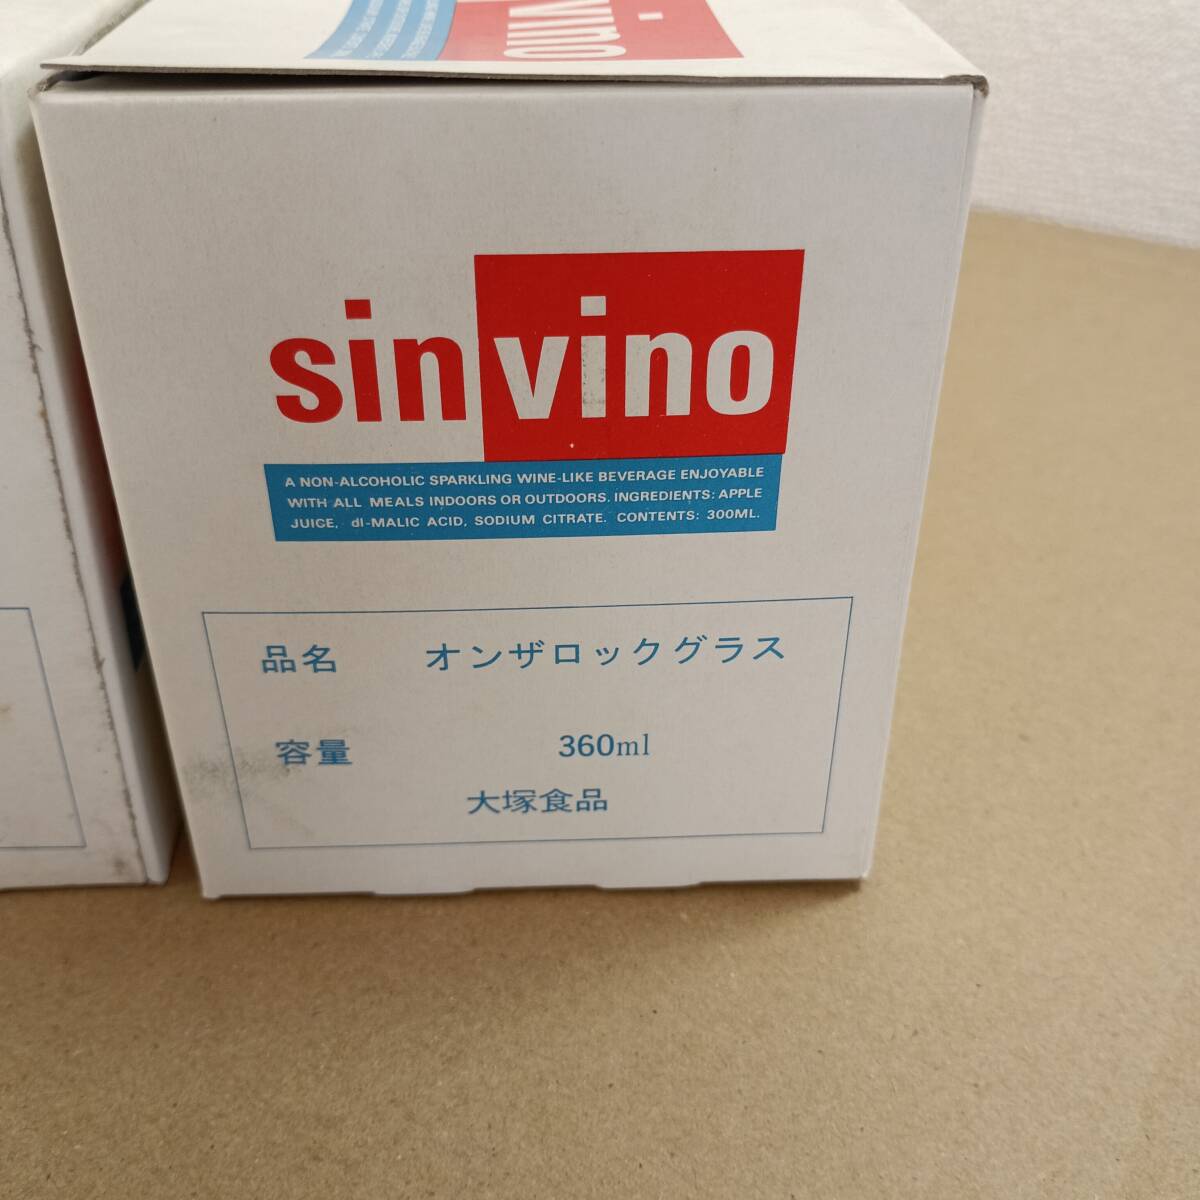 vino
sinvino
A NON-ALCOHOLIC SPARKLING WINE-LIKE BEVERAGE ENJOYABLE
WITH ALL MEALS INDOORS OR OUTDOORS. INGREDIENTS: APPLE
JUICE, dl-MALIC ACID, SODIUM CITRATE. CONTENTS: 300ML.
品名 オンザロックグラス
容量 360ml
大塚食品